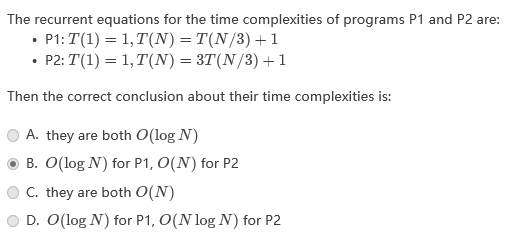 The recurrent equations for the time complexities of programs P1 and P2 are:
• P1: T(1) = 1, T(N) = T(N/3) + 1
• P2: T(1) = 1, T(N) = 3T(N/3) + 1
Then the correct conclusion about their time complexities is:
A. they are both O(log N)
B. O(log N) for P1, O(N) for P2
C. they are both O(N)
D. O(log N) for P1, O(N log N) for P2